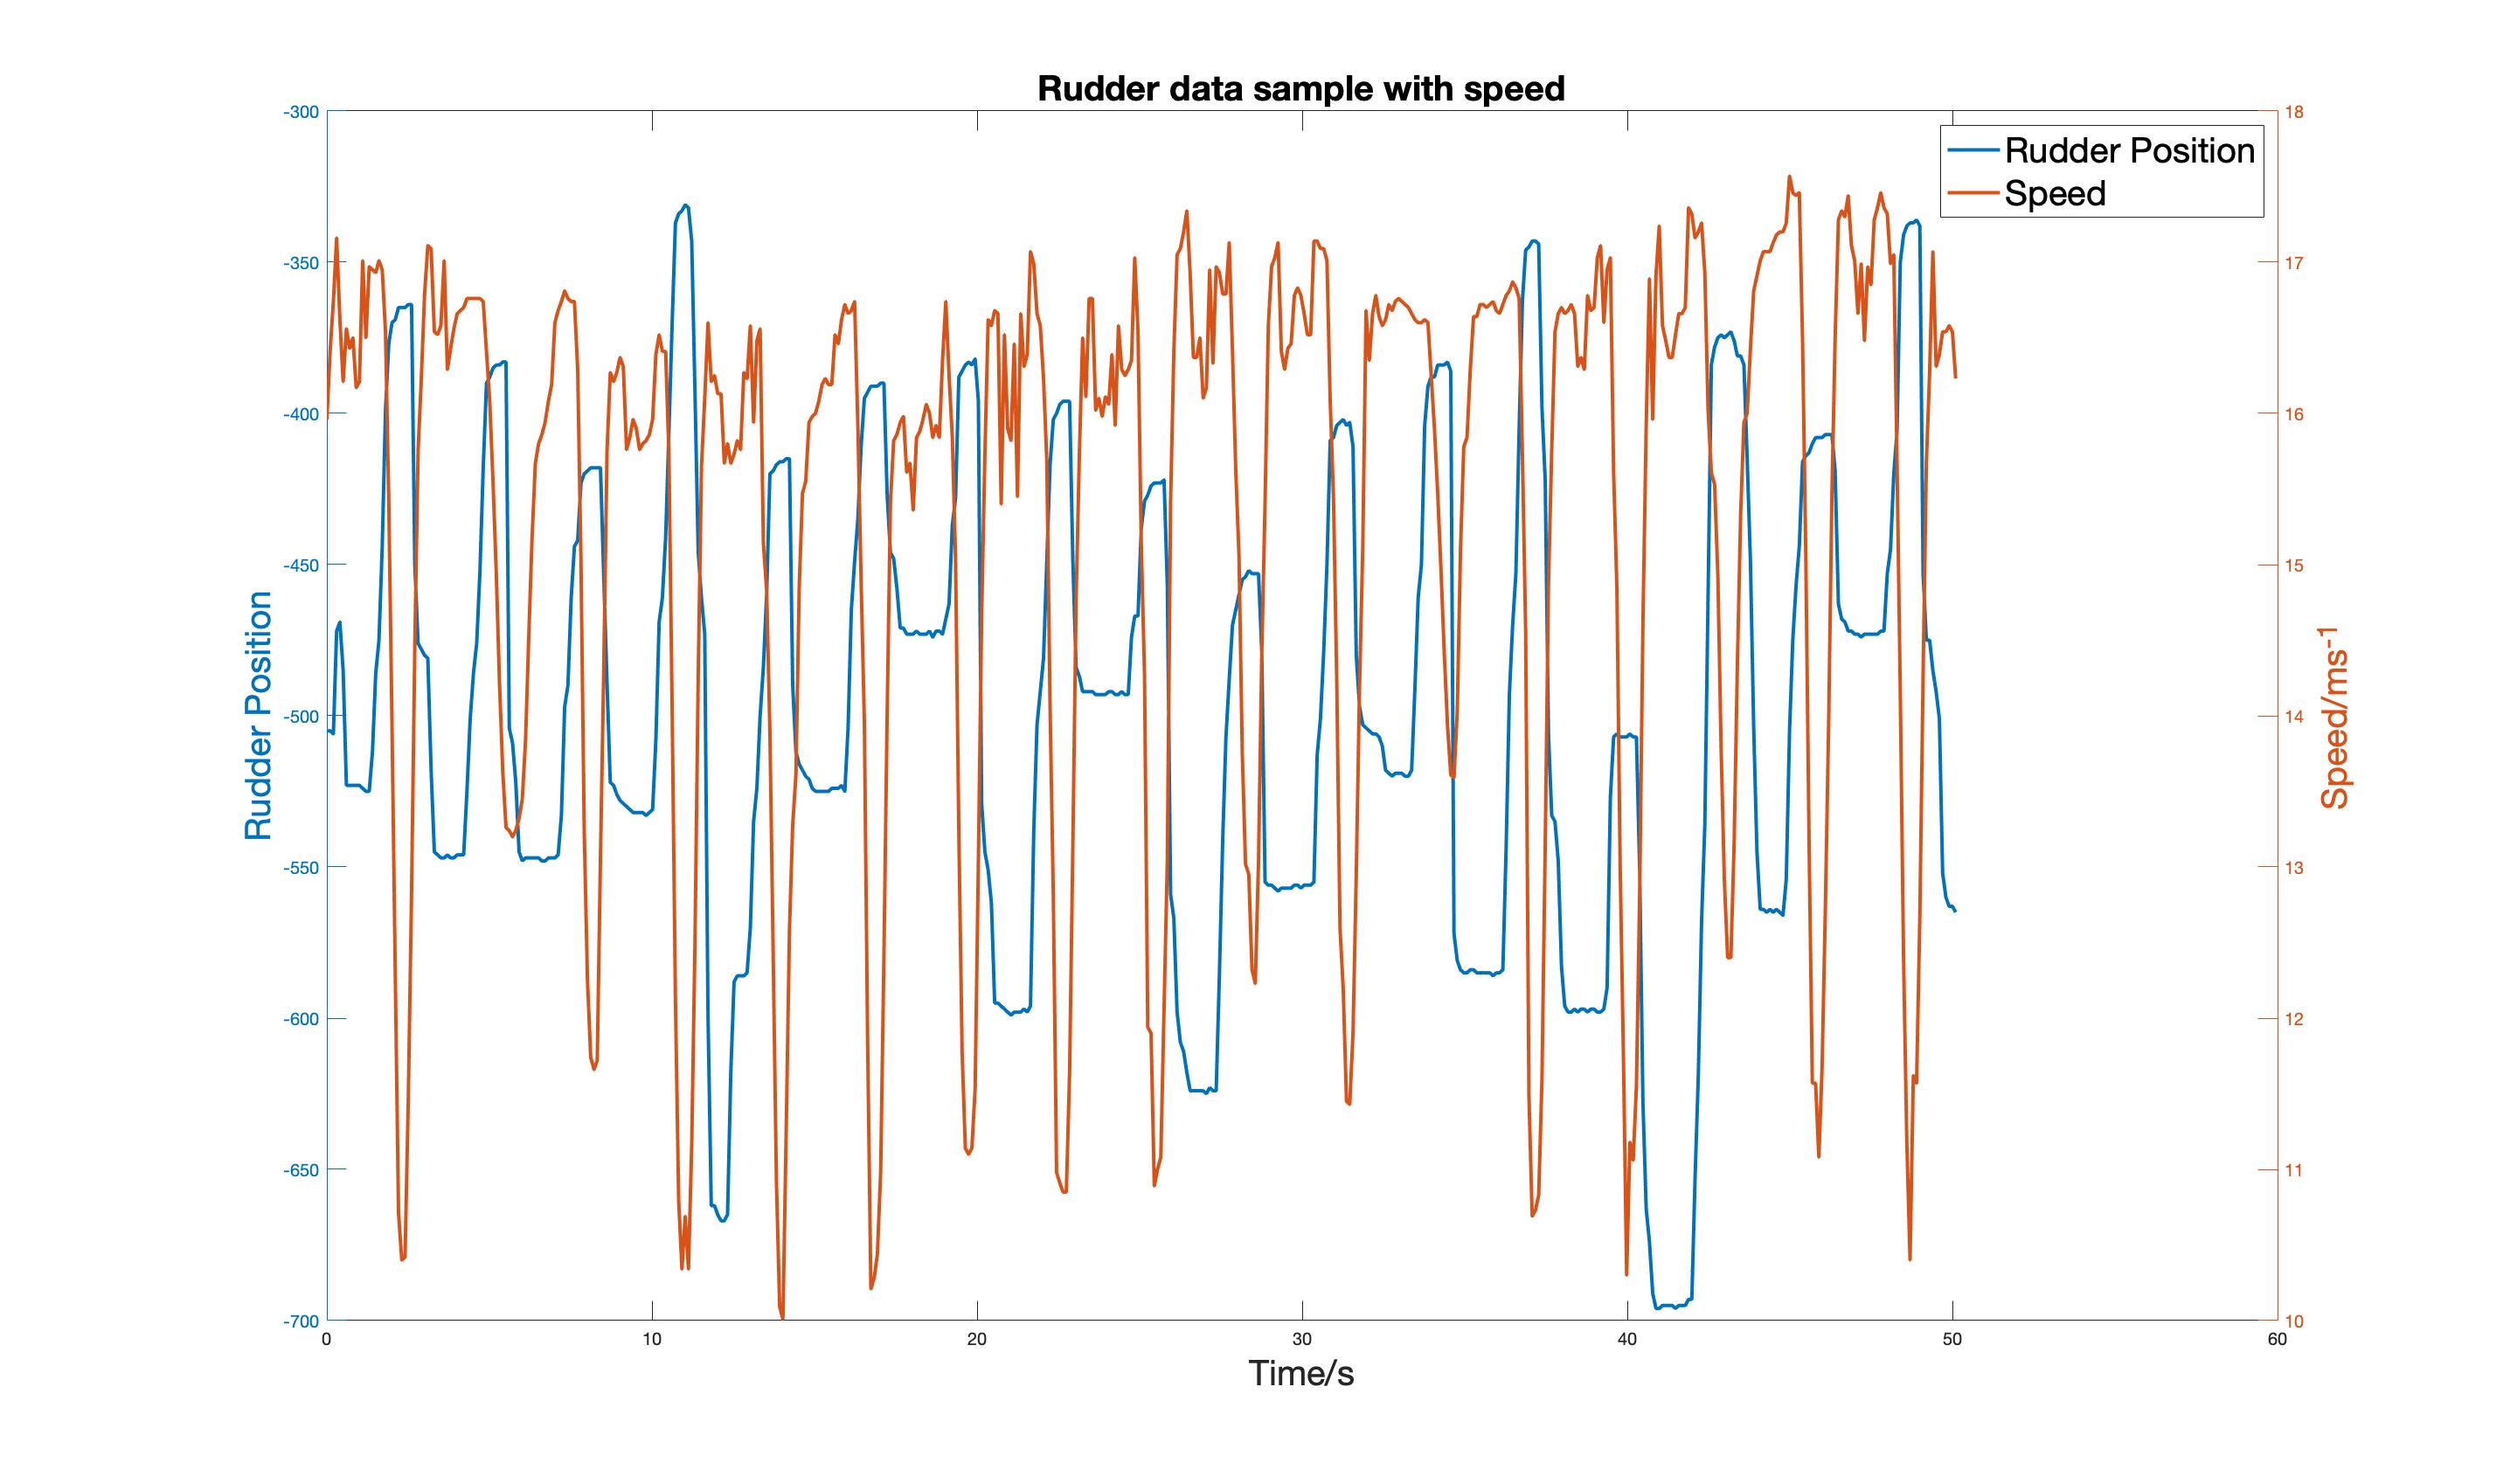 Rudder data sample with speed
Rudder Position
Speed
-300
-350
-400
-450
-500
-550
-600
-650
-700
Rudder Position
18
17
16
15
14
13
12
11
10
Speed/ms⁻¹
0 10 20 30 40 50 60
Time/s